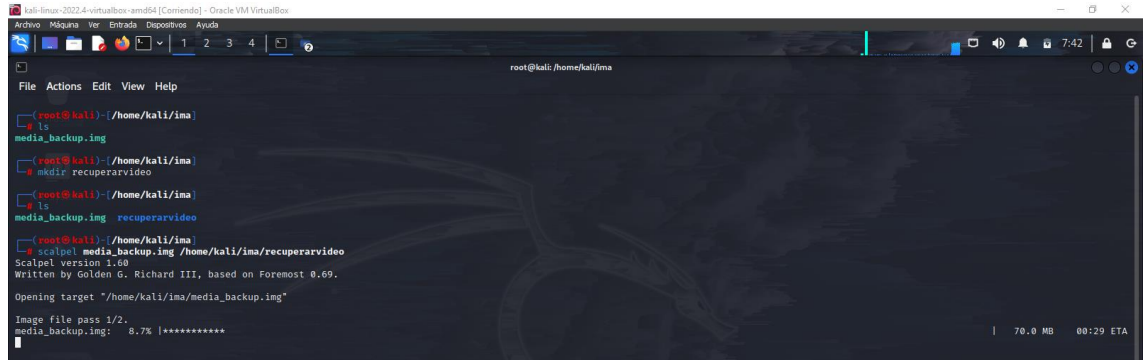 kali-linux-2022.4-virtualbox-amd64 [Corriendo] - Oracle VM VirtualBox
Archivo Máquina Ver Entrada Dispositivos Ayuda
1 2 3 4 7:42
root@kali: /home/kali/ima
File Actions Edit View Help
(root㉿kali)-[/home/kali/ima]
# ls
media_backup.img
(root㉿kali)-[/home/kali/ima]
# mkdir recuperarvideo
(root㉿kali)-[/home/kali/ima]
# ls
media_backup.img recuperarvideo
(root㉿kali)-[/home/kali/ima]
# scalpel media_backup.img /home/kali/ima/recuperarvideo
Scalpel version 1.60
Written by Golden G. Richard III, based on Foremost 0.69.
Opening target "/home/kali/ima/media_backup.img"
Image file pass 1/2.
media_backup.img: 8.7% |*********** | 70.0 MB 00:29 ETA